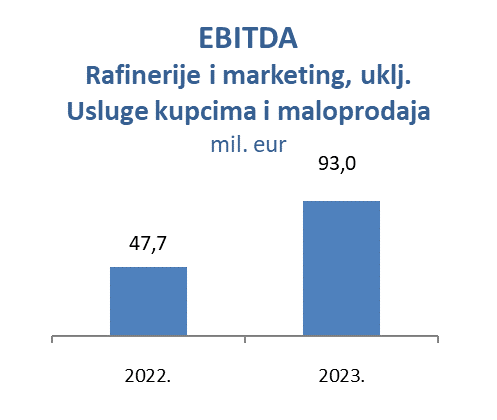 EBITDA
Rafinerije i marketing, uklj.
Usluge kupcima i maloprodaja
mil. eur
93,0
47,7
2022.
2023.